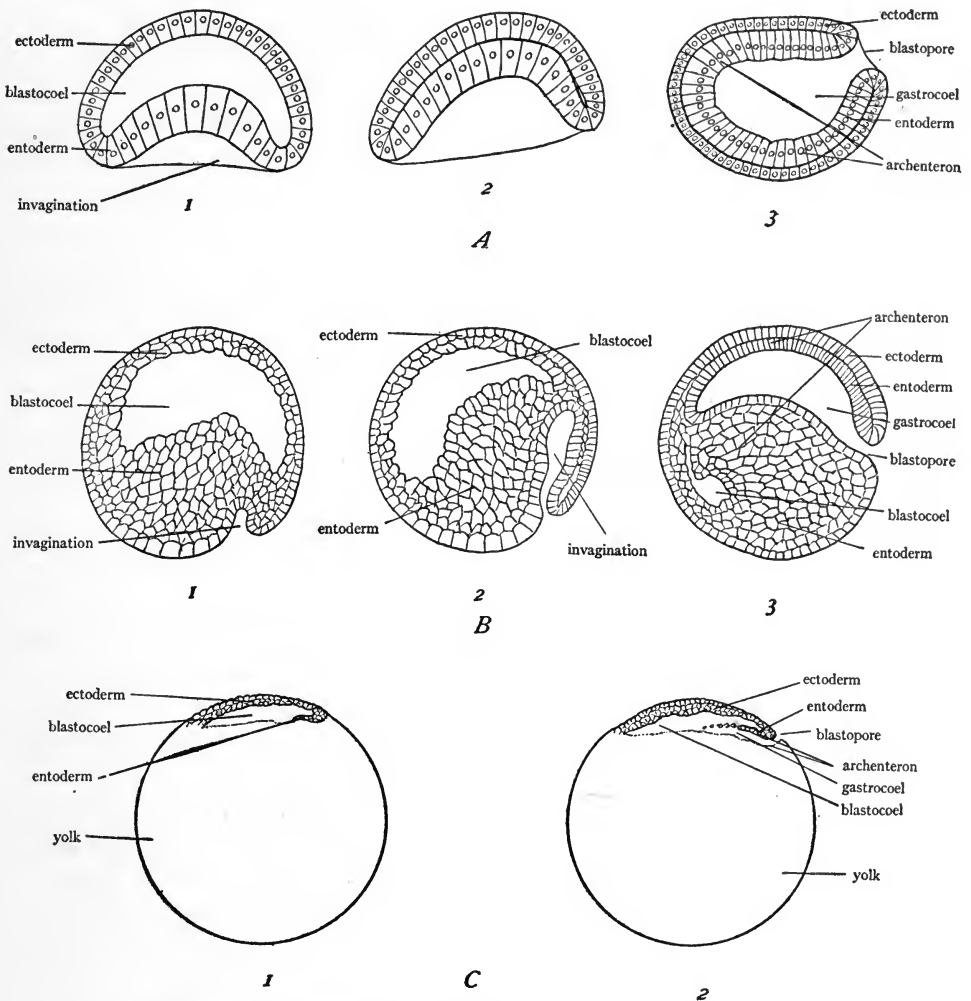 ectoderm
blastocoel
entoderm
invagination
1
2
ectoderm
blastopore
gastrocoel
entoderm
archenteron
3
A
ectoderm
blastocoel
entoderm
invagination
1
ectoderm
blastocoel
entoderm
invagination
2
archenteron
ectoderm
entoderm
gastrocoel
blastopore
blastocoel
entoderm
3
B
ectoderm
blastocoel
entoderm
yolk
1
ectoderm
entoderm
blastopore
archenteron
gastrocoel
blastocoel
yolk
2
C